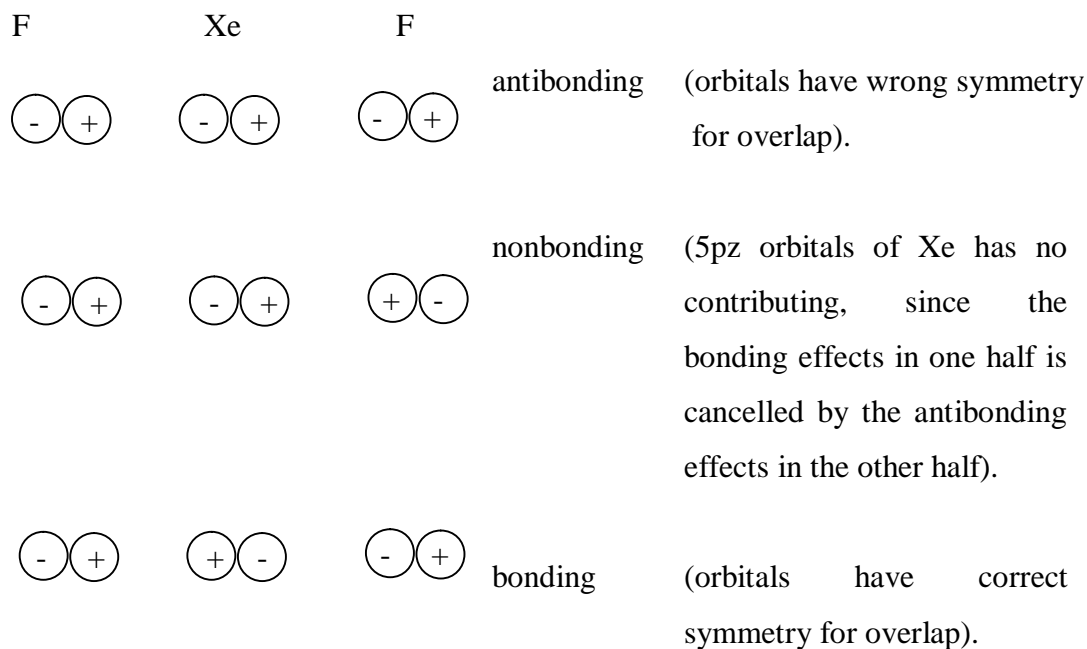 F Xe F
antibonding (orbitals have wrong symmetry
- + - + - + for overlap).
nonbonding (5pz orbitals of Xe has no
- + - + + - contributing, since the
bonding effects in one half is
cancelled by the antibonding
effects in the other half).
- + + - - +
bonding (orbitals have correct
symmetry for overlap).